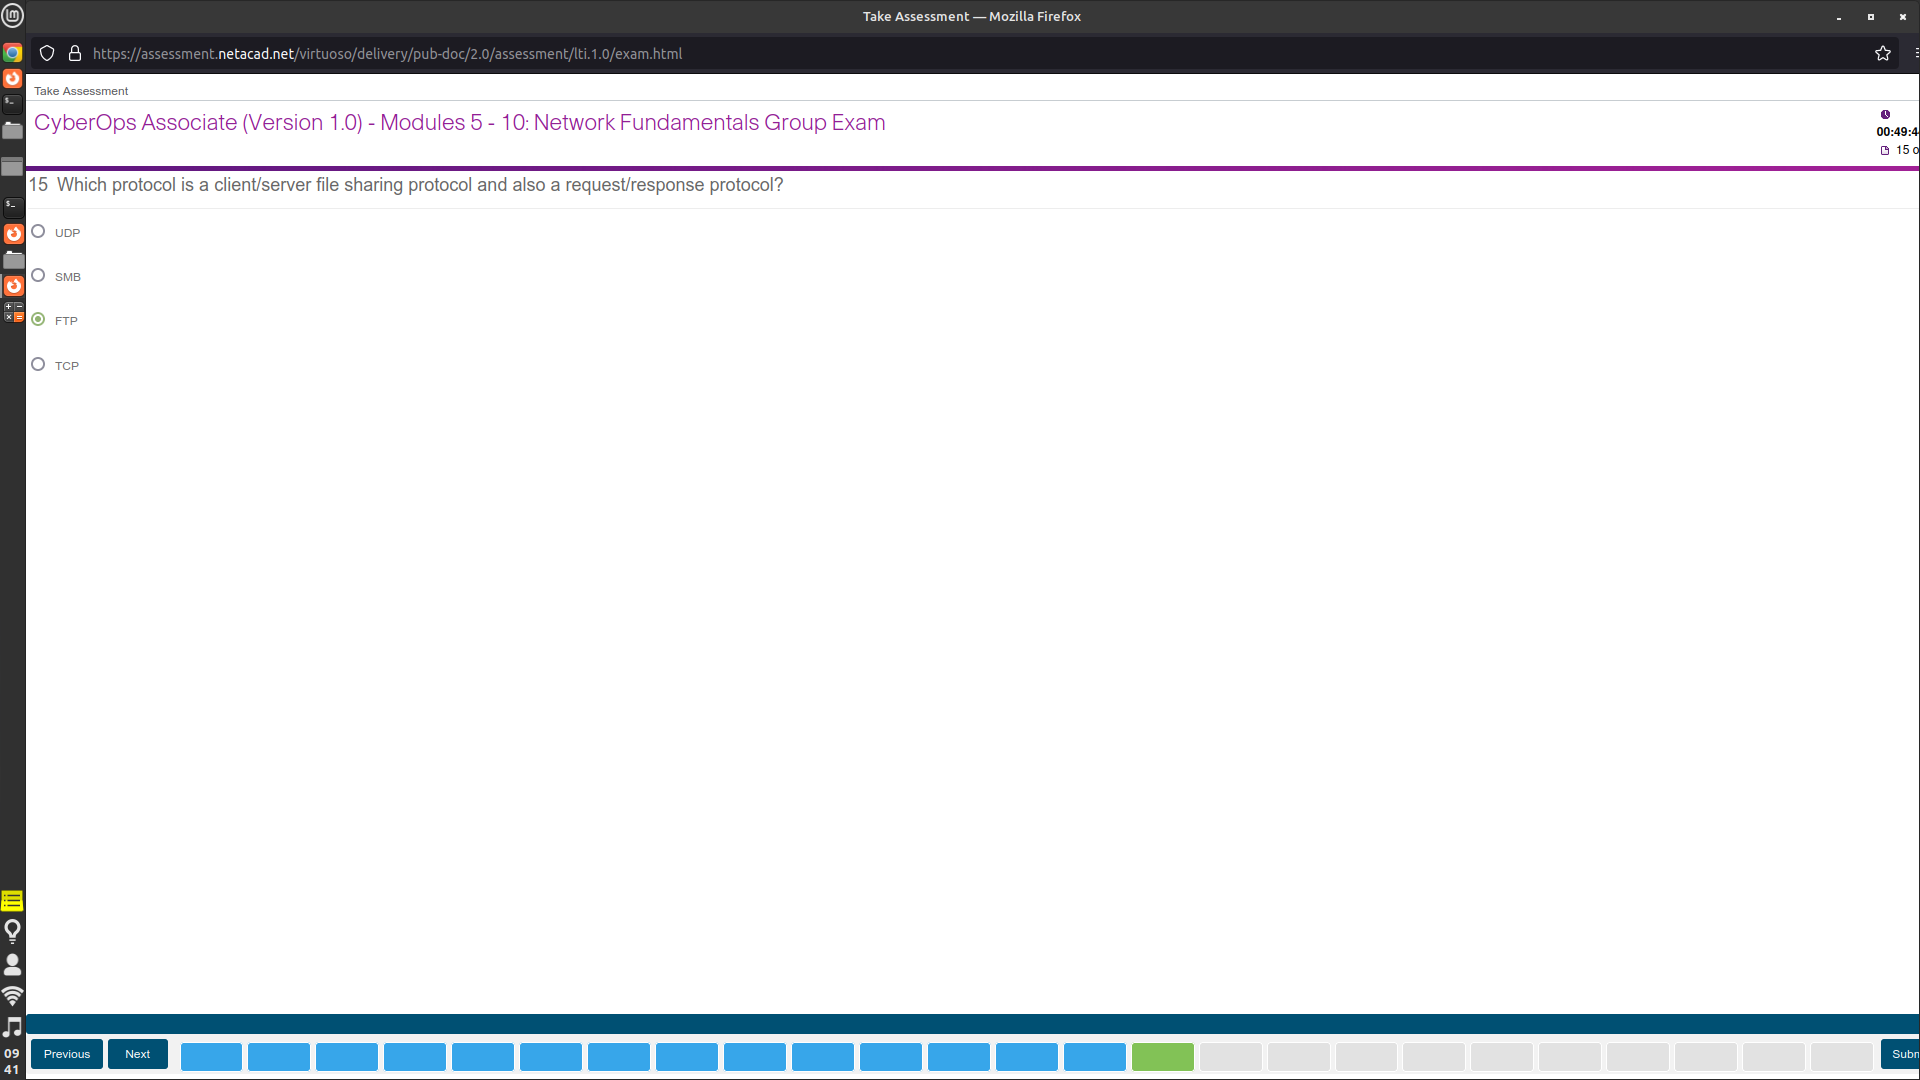 Take Assessment — Mozilla Firefox
https://assessment.netacad.net/virtuoso/delivery/pub-doc/2.0/assessment/lti.1.0/exam.html
Take Assessment
CyberOps Associate (Version 1.0) - Modules 5 - 10: Network Fundamentals Group Exam
00:49:4
15 o
15 Which protocol is a client/server file sharing protocol and also a request/response protocol?
UDP
SMB
FTP
TCP
Previous
Next
Subm
09
41